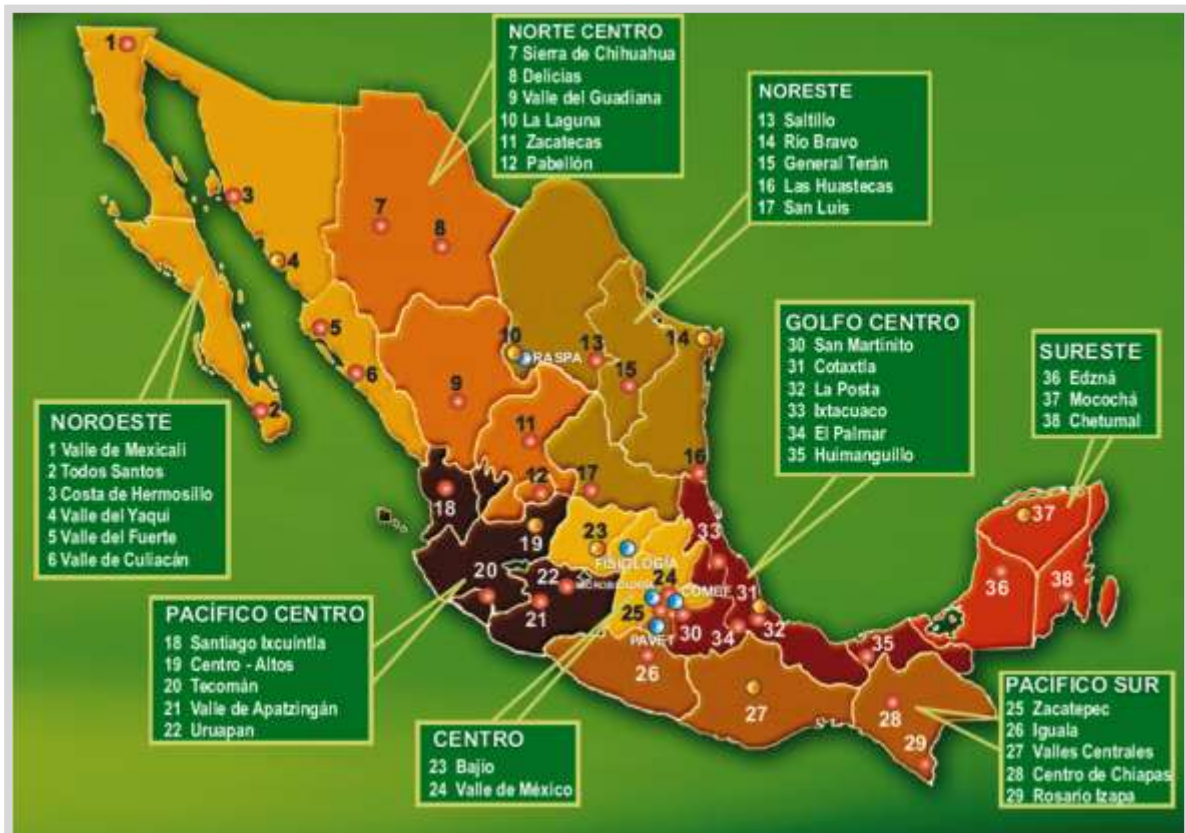 NORTE CENTRO
7 Sierra de Chihuahua
8 Delicias
9 Valle del Guadiana
10 La Laguna
11 Zacatecas
12 Pabellón
NORESTE
13 Saltillo
14 Río Bravo
15 General Terán
16 Las Huastecas
17 San Luis
GOLFO CENTRO
30 San Martinito
31 Cotaxtla
32 La Posta
33 Ixtacuaco
34 El Palmar
35 Huimanguillo
SURESTE
36 Edzná
37 Mocochá
38 Chetumal
NOROESTE
1 Valle de Mexicali
2 Todos Santos
3 Costa de Hermosillo
4 Valle del Yaqui
5 Valle del Fuerte
6 Valle de Culiacán
PACÍFICO CENTRO
18 Santiago Ixcuintla
19 Centro - Altos
20 Tecomán
21 Valle de Apatzingán
22 Uruapan
CENTRO
23 Bajío
24 Valle de México
PACÍFICO SUR
25 Zacatepec
26 Iguala
27 Valles Centrales
28 Centro de Chiapas
29 Rosario Izapa
1
2
3
4
5
6
7
8
9
10
RASPA
11
12
13
14
15
16
17
18
19
20
21
22
23
FISIOLOGÍA
MICROBIOLOGÍA
24
25
PAVET
26
27
28
29
30
31
32
33
34
35
36
37
38